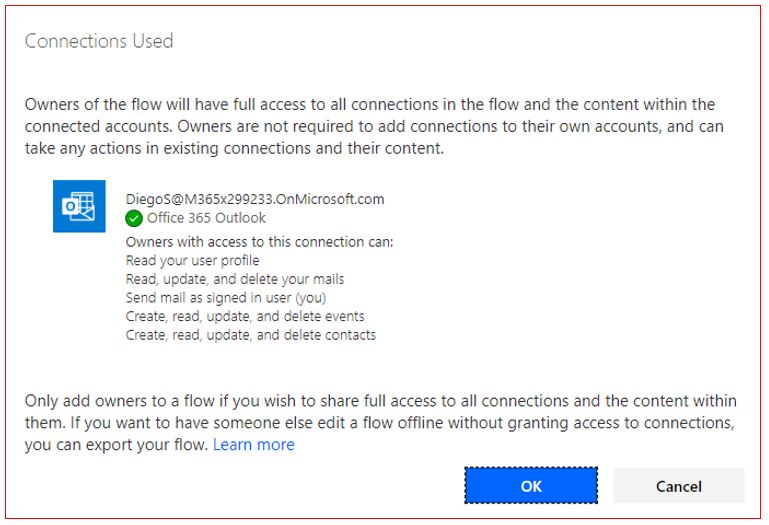 Connections Used
Owners of the flow will have full access to all connections in the flow and the content within the
connected accounts. Owners are not required to add connections to their own accounts, and can
take any actions in existing connections and their content.
DiegoS@M365x299233.OnMicrosoft.com
Office 365 Outlook
Owners with access to this connection can:
Read your user profile
Read, update, and delete your mails
Send mail as signed in user (you)
Create, read, update, and delete events
Create, read, update, and delete contacts
Only add owners to a flow if you wish to share full access to all connections and the content within
them. If you want to have someone else edit a flow offline without granting access to connections,
you can export your flow. Learn more
OK Cancel